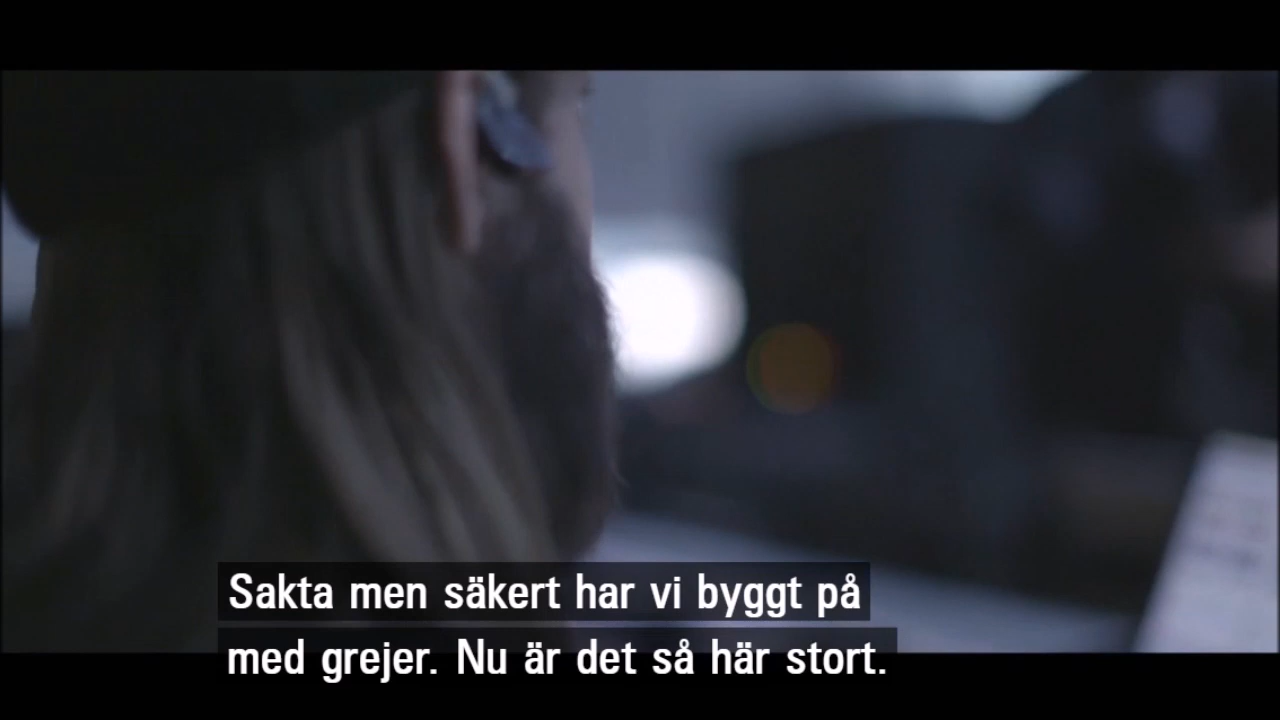 Sakta men säkert har vi byggt på
med grejer. Nu är det så här stort.